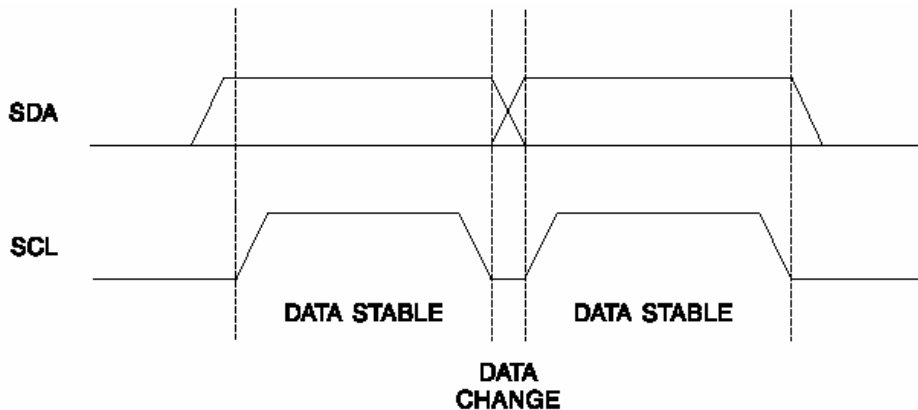 SDA
SCL
DATA STABLE
DATA STABLE
DATA
CHANGE